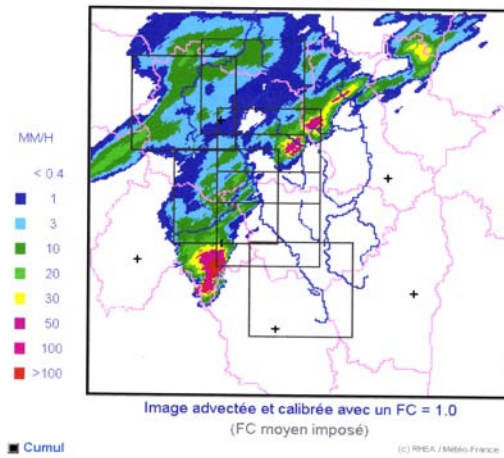 MM/H
< 0.4
1
3
10
20
30
50
100
>100
Image advectée et calibrée avec un FC = 1.0
(FC moyen imposé)
Cumul
(c) RHEA / Météo-France